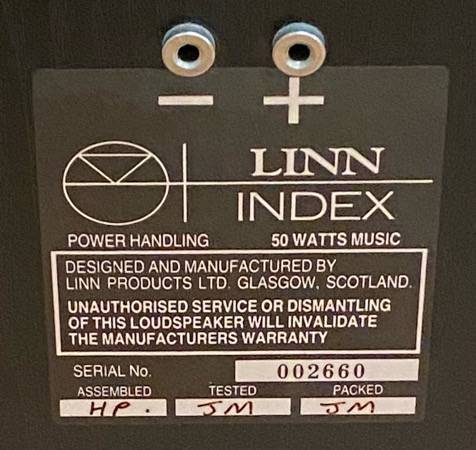 − +
LINN
INDEX
POWER HANDLING 50 WATTS MUSIC
DESIGNED AND MANUFACTURED BY
LINN PRODUCTS LTD. GLASGOW, SCOTLAND.
UNAUTHORISED SERVICE OR DISMANTLING
OF THIS LOUDSPEAKER WILL INVALIDATE
THE MANUFACTURERS WARRANTY
SERIAL No. 002660
ASSEMBLED TESTED PACKED
HP. JM JM